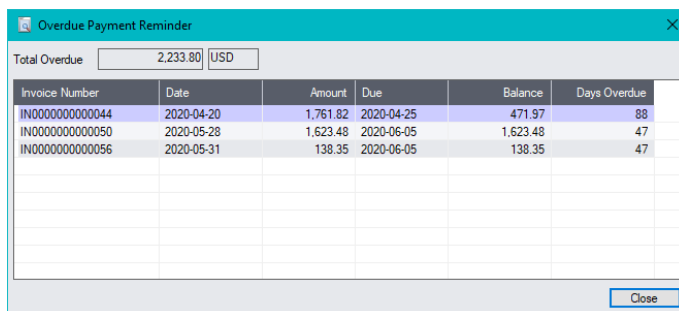 Overdue Payment Reminder
Total Overdue 2,233.80 USD
Invoice Number Date Amount Due Balance Days Overdue
IN0000000000044 2020-04-20 1,761.82 2020-04-25 471.97 88
IN0000000000050 2020-05-28 1,623.48 2020-06-05 1,623.48 47
IN0000000000056 2020-05-31 138.35 2020-06-05 138.35 47
Close